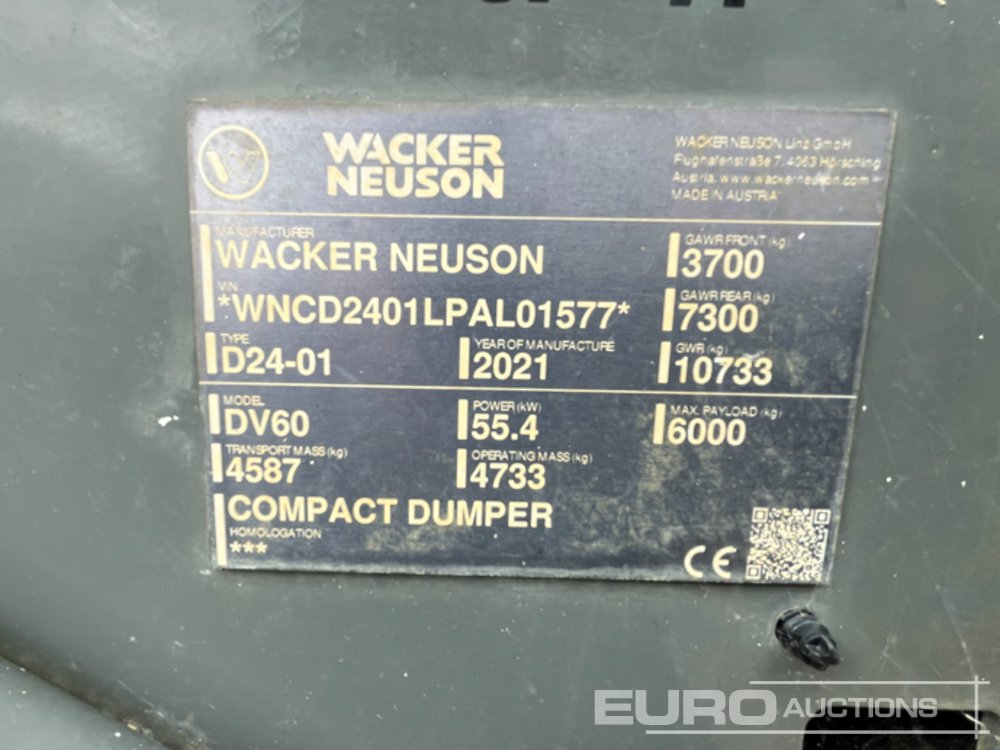 WACKER
NEUSON
WACKER NEUSON Linz GmbH
Flughafenstraße 7, 4063 Hörsching
Austria, www.wackerneuson.com
MADE IN AUSTRIA
MANUFACTURER
WACKER NEUSON
GAWR FRONT (kg)
3700
VIN
*WNCD2401LPAL01577*
GAWR REAR (kg)
7300
TYPE
D24-01
YEAR OF MANUFACTURE
2021
GWR (kg)
10733
MODEL
DV60
POWER (kW)
55.4
MAX. PAYLOAD (kg)
6000
TRANSPORT MASS (kg)
4587
OPERATING MASS (kg)
4733
COMPACT DUMPER
HOMOLOGATION
***
CE
EURO AUCTIONS